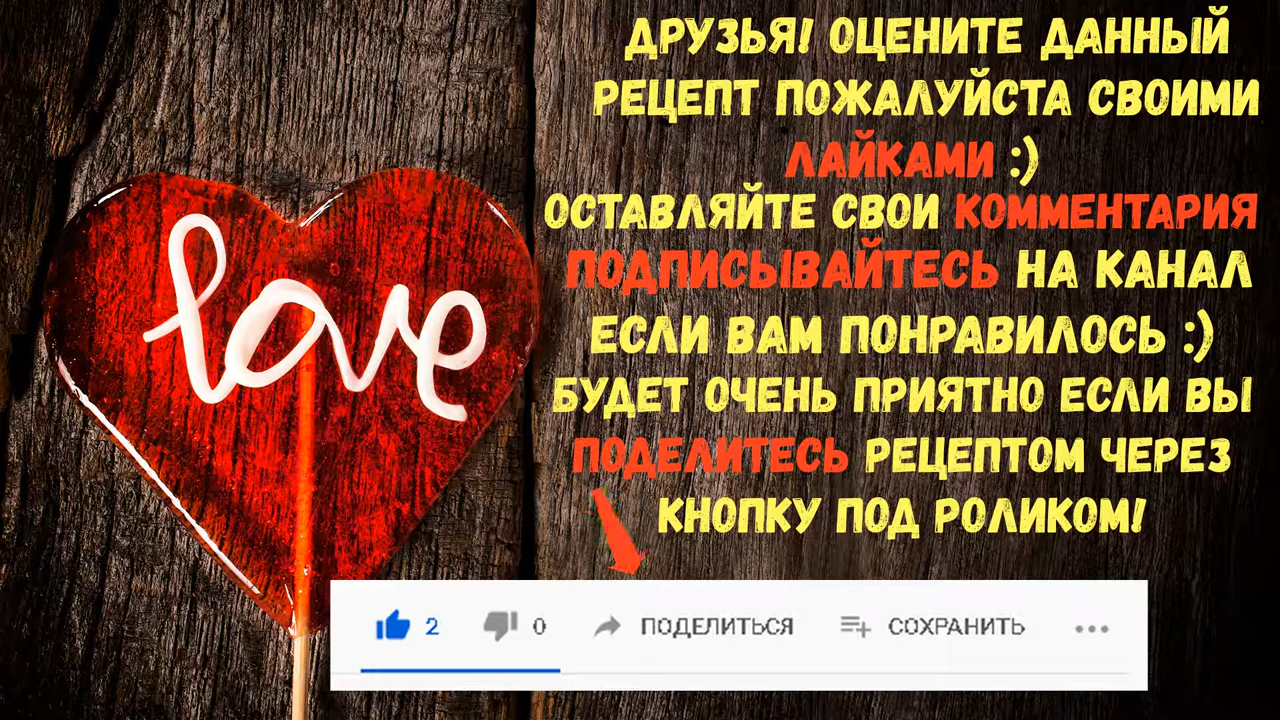 love
ДРУЗЬЯ! ОЦЕНИТЕ ДАННЫЙ
РЕЦЕПТ ПОЖАЛУЙСТА СВОИМИ
ЛАЙКАМИ :)
ОСТАВЛЯЙТЕ СВОИ КОММЕНТАРИЯ
ПОДПИСЫВАЙТЕСЬ НА КАНАЛ
ЕСЛИ ВАМ ПОНРАВИЛОСЬ :)
БУДЕТ ОЧЕНЬ ПРИЯТНО ЕСЛИ ВЫ
ПОДЕЛИТЕСЬ РЕЦЕПТОМ ЧЕРЕЗ
КНОПКУ ПОД РОЛИКОМ!
2 0 ПОДЕЛИТЬСЯ СОХРАНИТЬ